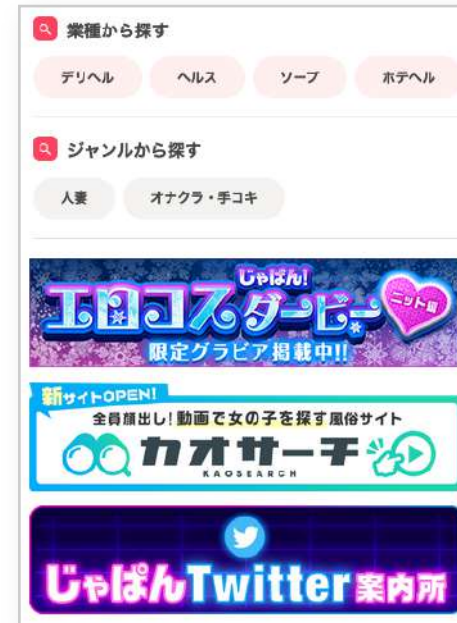 業種から探す
デリヘル ヘルス ソープ ホテヘル
ジャンルから探す
人妻 オナクラ・手コキ
じゃぱん!
エロコスダービー ニット編
限定グラビア掲載中!!
新サイトOPEN!
全員顔出し!動画で女の子を探す風俗サイト
カオサーチ
KAOSEARCH
じゃぱんTwitter案内所